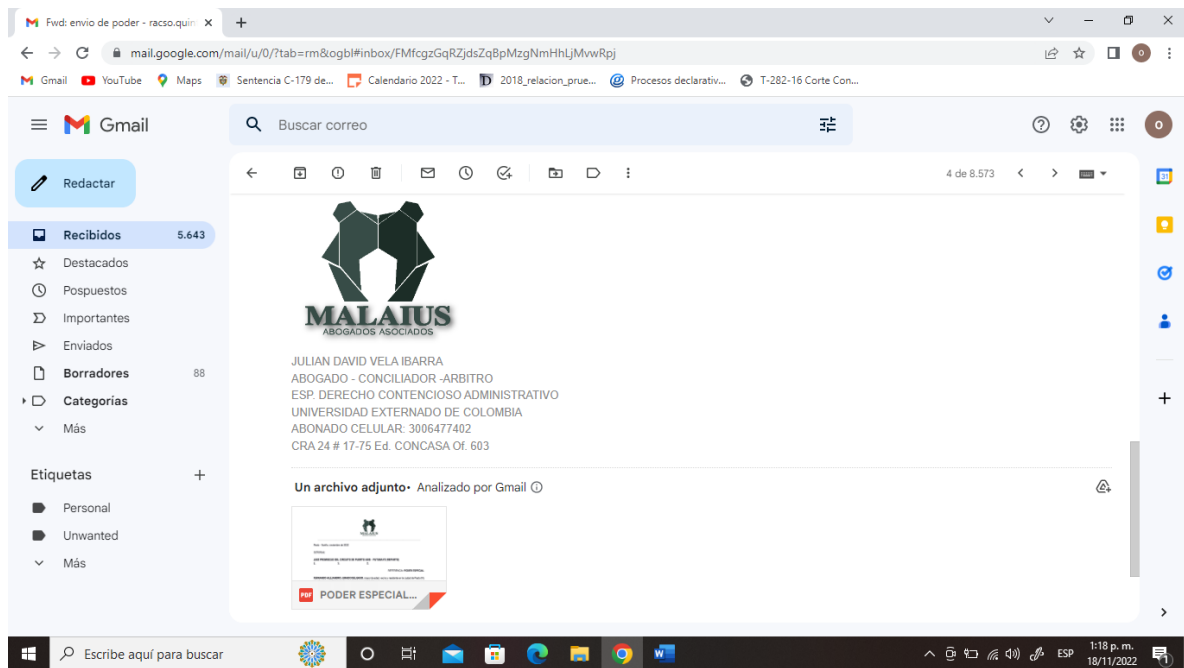 Fwd: envio de poder - racso.quin
mail.google.com/mail/u/0/?tab=rm&ogbl#inbox/FMfcgzGqRZjdsZqBpMzgNmHhLjMvwRpj
Gmail YouTube Maps Sentencia C-179 de... Calendario 2022 - T... 2018_relacion_prue... Procesos declarativ... T-282-16 Corte Con...
Gmail
Buscar correo
Redactar
4 de 8.573
Recibidos 5.643
Destacados
Pospuestos
Importantes
Enviados
Borradores 88
Categorías
Más
Etiquetas
Personal
Unwanted
Más
MALAIUS
ABOGADOS ASOCIADOS
JULIAN DAVID VELA IBARRA
ABOGADO - CONCILIADOR -ARBITRO
ESP. DERECHO CONTENCIOSO ADMINISTRATIVO
UNIVERSIDAD EXTERNADO DE COLOMBIA
ABONADO CELULAR: 3006477402
CRA 24 # 17-75 Ed. CONCASA Of. 603
Un archivo adjunto • Analizado por Gmail
PDF PODER ESPECIAL...
Escribe aquí para buscar
ESP
1:18 p. m.
18/11/2022